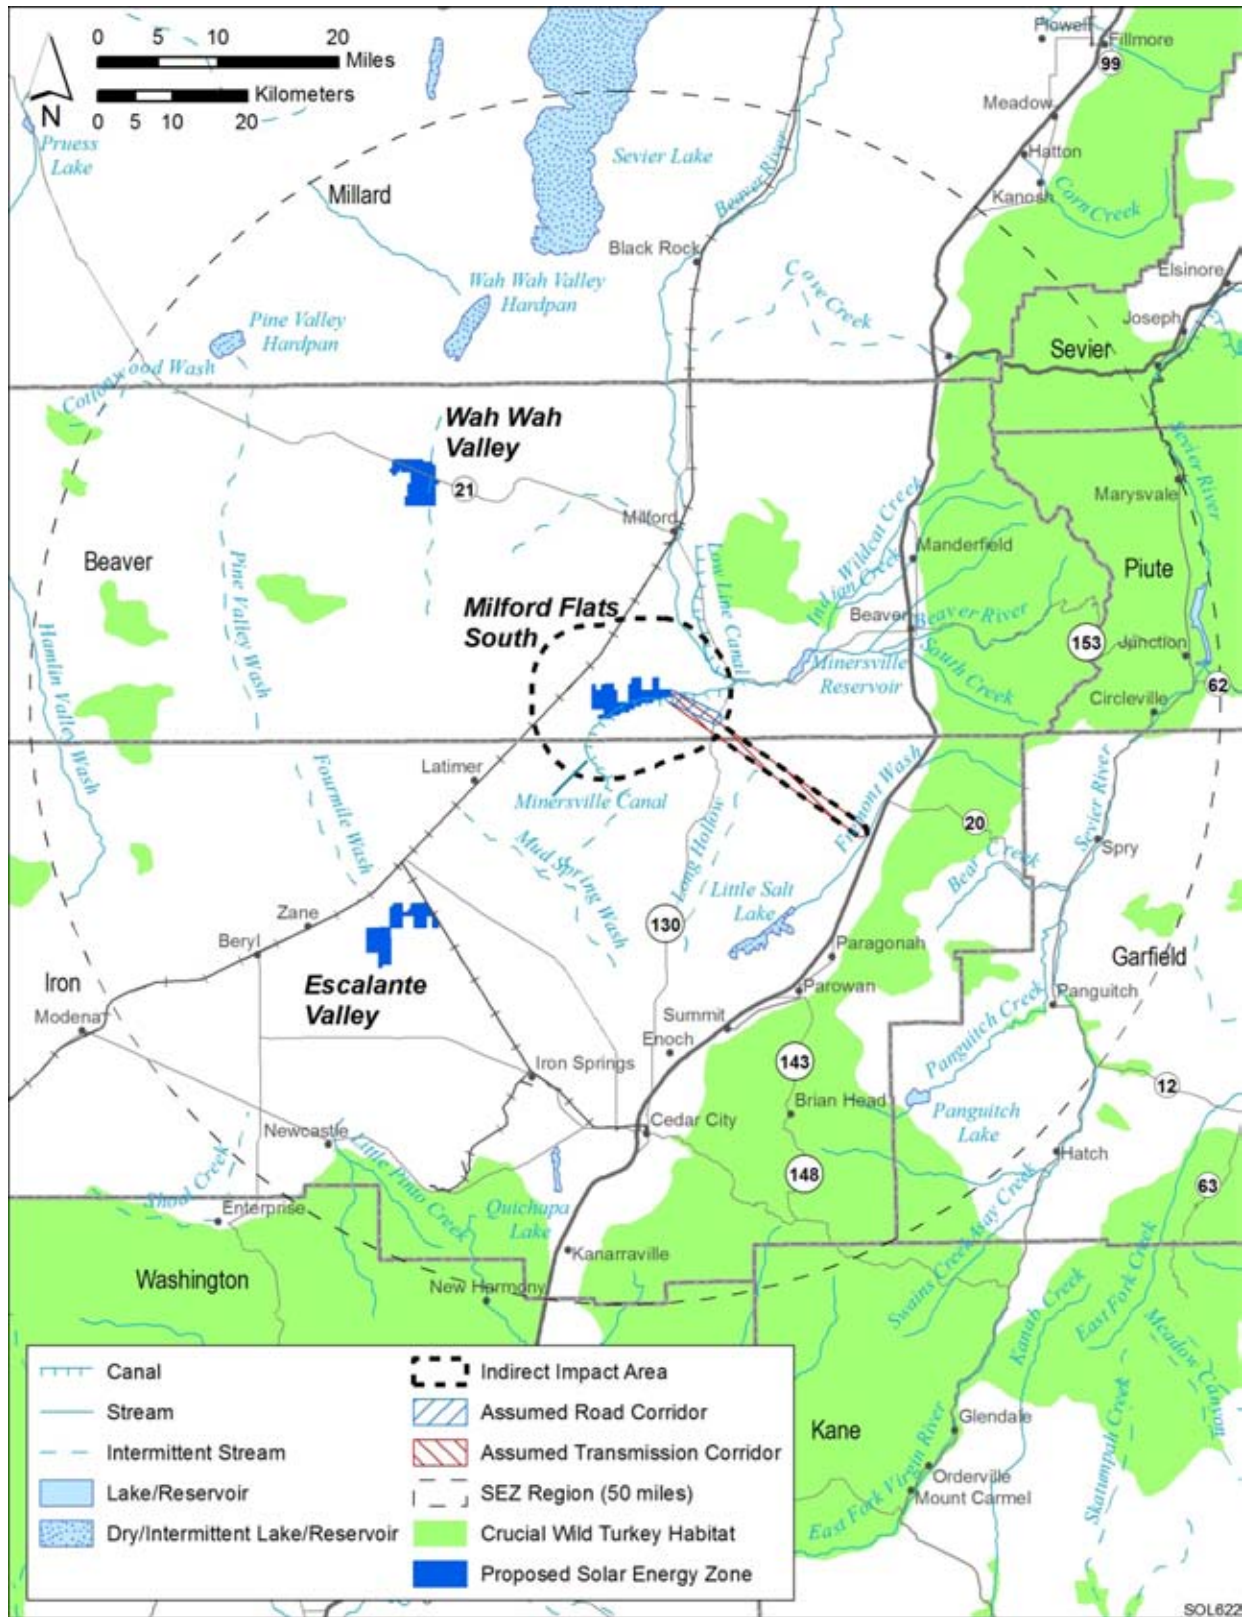 0 5 10 20
Miles
Kilometers
0 5 10 20
N
Flowell
Fillmore
99
Meadow
Hatton
Kanosh
Corn Creek
Pruess
Lake
Sevier Lake
Beaver River
Millard
Black Rock
Elsinore
Wah Wah Valley
Hardpan
Cove Creek
Pine Valley
Hardpan
Joseph
Sevier
Cottonwood Wash
Wah Wah
Valley
21
Sevier River
Marysvale
Milford
Wildcat Creek
Indian Creek
Manderfield
Low Line Canal
Beaver
Pine Valley Wash
Piute
Milford Flats
South
Beaver
Beaver River
153
Junction
Minersville
Reservoir
South Creek
62
Hamlin Valley Wash
Circleville
Latimer
Fourmile Wash
Minersville Canal
Fremont Wash
20
Sevier River
Spry
Bear Creek
Mud Spring Wash
Long Hollow
Little Salt
Lake
130
Zane
Beryl
Paragonah
Garfield
Iron
Escalante
Valley
Parowan
Panguitch
Modena
Summit
Enoch
Panguitch Creek
Iron Springs
143
12
Brian Head
Panguitch
Lake
Cedar City
Newcastle
Hatch
148
63
Little Pinto Creek
Shoal Creek
Enterprise
Quichapa
Lake
Asay Creek
Swains Creek
Kanarraville
East Fork Creek
Washington
New Harmony
Kanab Creek
Meadow Canyon
Skutumpah Creek
Kane
Glendale
Orderville
Mount Carmel
East Fork Virgin River
Canal
Stream
Intermittent Stream
Lake/Reservoir
Dry/Intermittent Lake/Reservoir
Indirect Impact Area
Assumed Road Corridor
Assumed Transmission Corridor
SEZ Region (50 miles)
Crucial Wild Turkey Habitat
Proposed Solar Energy Zone
SOL622